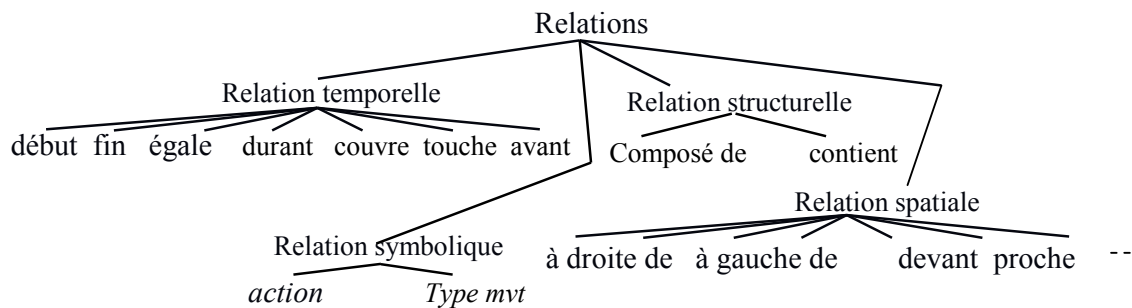 Relations
Relation temporelle
Relation structurelle
début fin égale durant couvre touche avant
Composé de contient
Relation spatiale
Relation symbolique
à droite de à gauche de devant proche --
action Type mvt